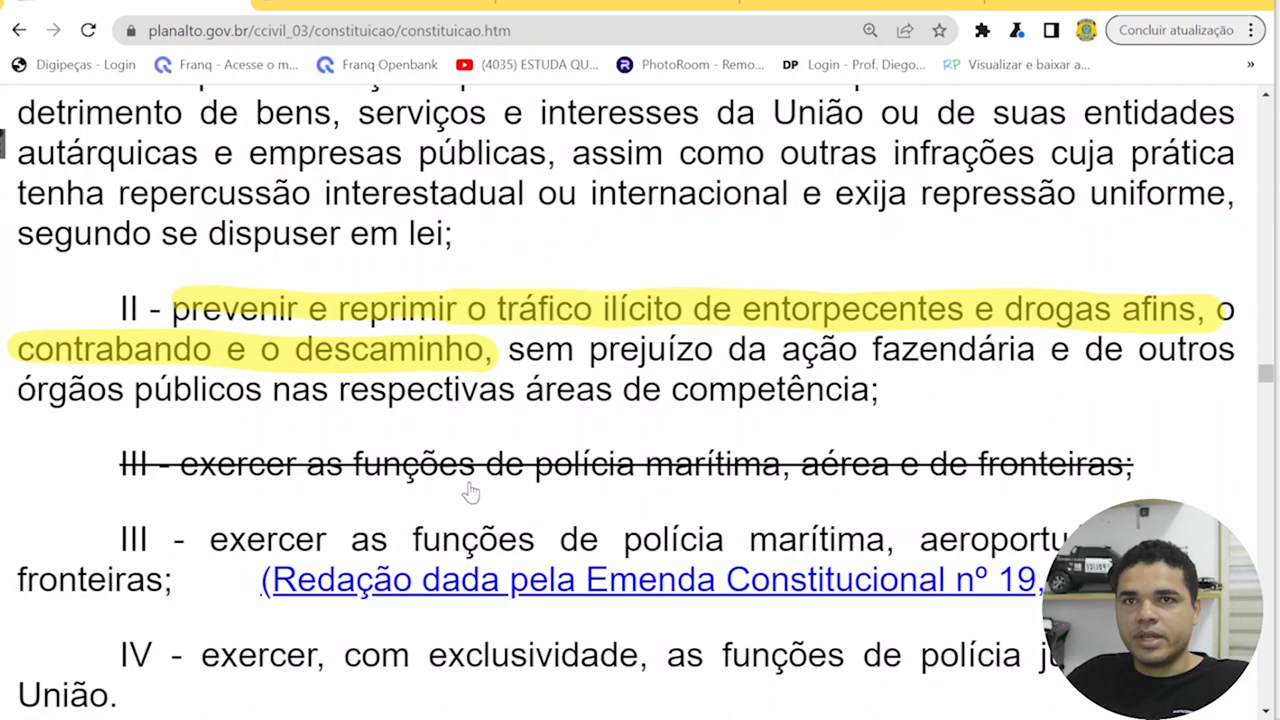 planalto.gov.br/ccivil_03/constituicao/constituicao.htm
Concluir atualização
Digipeças - Login
Franq - Acesse o m...
Franq Openbank
(4035) ESTUDA QU...
PhotoRoom - Remo...
DP Login - Prof. Diego...
RP Visualizar e baixar a...
»
detrimento de bens, serviços e interesses da União ou de suas entidades
autárquicas e empresas públicas, assim como outras infrações cuja prática
tenha repercussão interestadual ou internacional e exija repressão uniforme,
segundo se dispuser em lei;
II - prevenir e reprimir o tráfico ilícito de entorpecentes e drogas afins, o
contrabando e o descaminho, sem prejuízo da ação fazendária e de outros
órgãos públicos nas respectivas áreas de competência;
III - exercer as funções de polícia marítima, aérea e de fronteiras;
III - exercer as funções de polícia marítima,
fronteiras; (Redação dada pela Emenda Constitucional nº 19,
IV - exercer, com exclusividade, as funções de polícia
União.